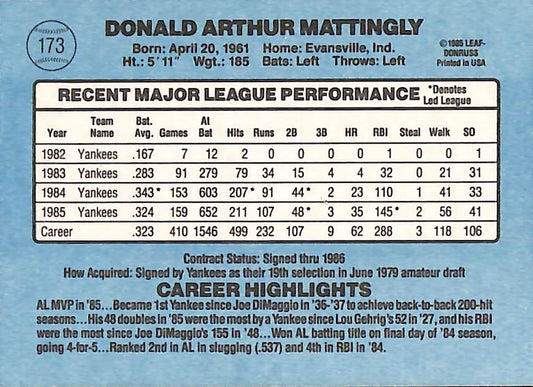 173
DONALD ARTHUR MATTINGLY
Born: April 20, 1961 Home: Evansville, Ind.
Ht.: 5'11" Wgt.: 185 Bats: Left Throws: Left
©1985 LEAF-
DONRUSS
Printed in USA
RECENT MAJOR LEAGUE PERFORMANCE *Denotes
Led League
Year Team Name Bat. Avg. Games At Bat Hits Runs 2B 3B HR RBI Steal Walk SO
1982 Yankees .167 7 12 2 0 0 0 0 1 0 0 1
1983 Yankees .283 91 279 79 34 15 4 4 32 0 21 31
1984 Yankees .343* 153 603 207* 91 44* 2 23 110 1 41 33
1985 Yankees .324 159 652 211 107 48* 3 35 145* 2 56 41
Career .323 410 1546 499 232 107 9 62 288 3 118 106
Contract Status: Signed thru 1986
How Acquired: Signed by Yankees as their 19th selection in June 1979 amateur draft
CAREER HIGHLIGHTS
AL MVP in '85...Became 1st Yankee since Joe DiMaggio in '36-'37 to achieve back-to-back 200-hit
seasons...His 48 doubles in '85 were the most by a Yankee since Lou Gehrig's 52 in '27, and his RBI
were the most since Joe DiMaggio's 155 in '48...Won AL batting title on final day of '84 season,
going 4-for-5...Ranked 2nd in AL in slugging (.537) and 4th in RBI in '84.